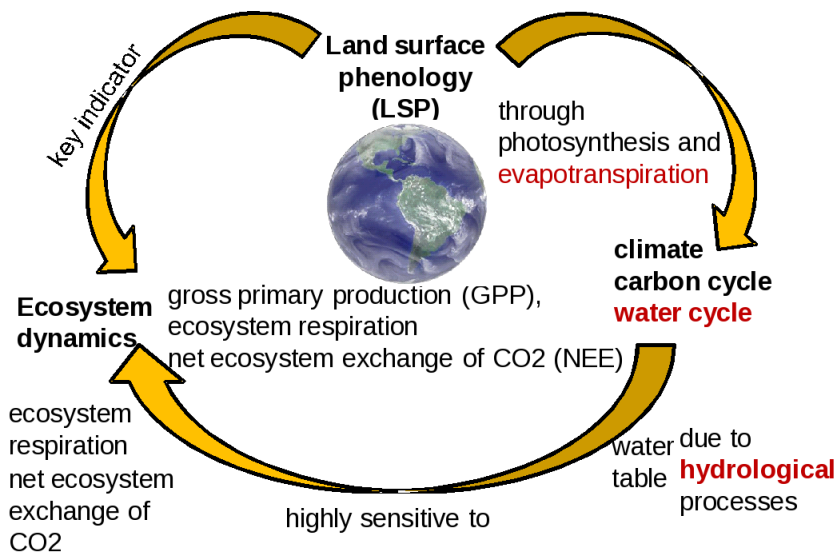 Land surface
phenology
(LSP)
key indicator
through
photosynthesis and
evapotranspiration
climate
carbon cycle
water cycle
Ecosystem
dynamics
gross primary production (GPP),
ecosystem respiration
net ecosystem exchange of CO2 (NEE)
ecosystem
respiration
net ecosystem
exchange of
CO2
highly sensitive to
water
table
due to
hydrological
processes